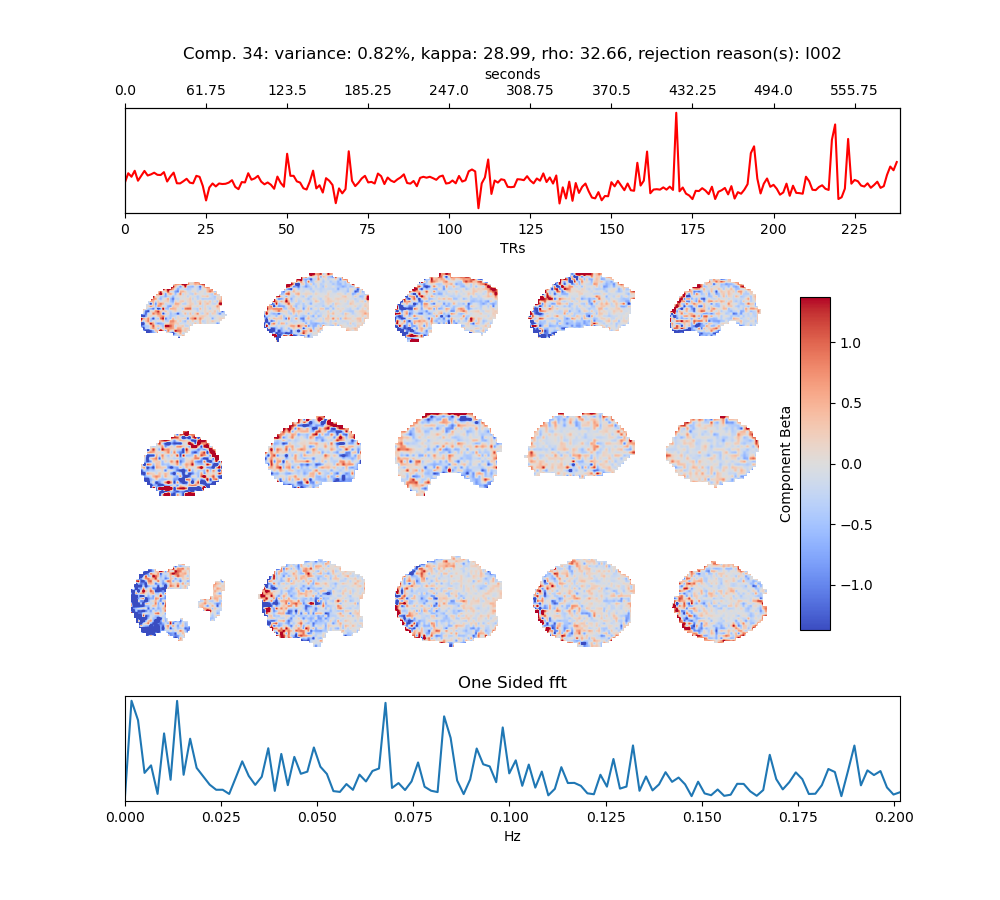 Comp. 34: variance: 0.82%, kappa: 28.99, rho: 32.66, rejection reason(s): I002
seconds
0.0 61.75 123.5 185.25 247.0 308.75 370.5 432.25 494.0 555.75
0 25 50 75 100 125 150 175 200 225
TRs
1.0
0.5
0.0
−0.5
−1.0
Component Beta
One Sided fft
0.000 0.025 0.050 0.075 0.100 0.125 0.150 0.175 0.200
Hz